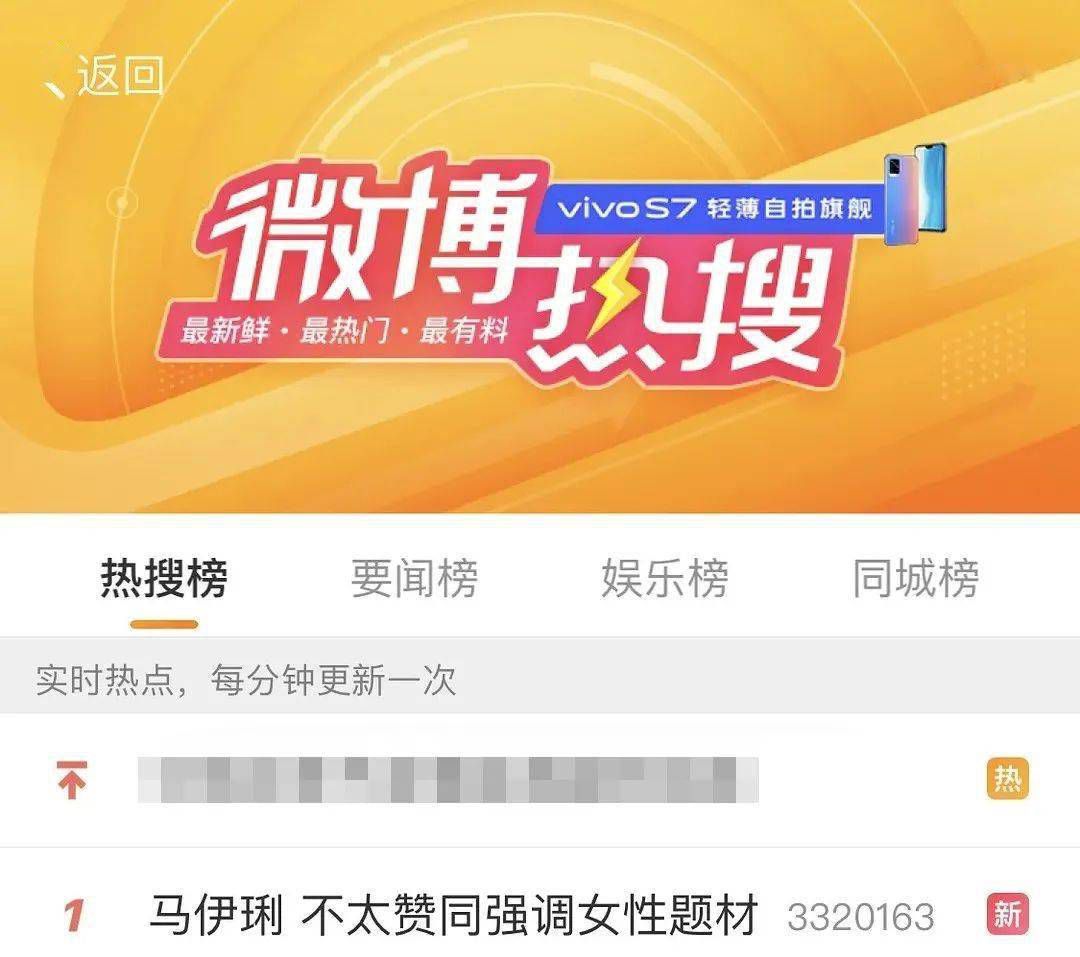 返回
微博
vivo S7 轻薄自拍旗舰
热搜
最新鲜·最热门·最有料
热搜榜 要闻榜 娱乐榜 同城榜
实时热点，每分钟更新一次
热
1 马伊琍 不太赞同强调女性题材 3320163 新